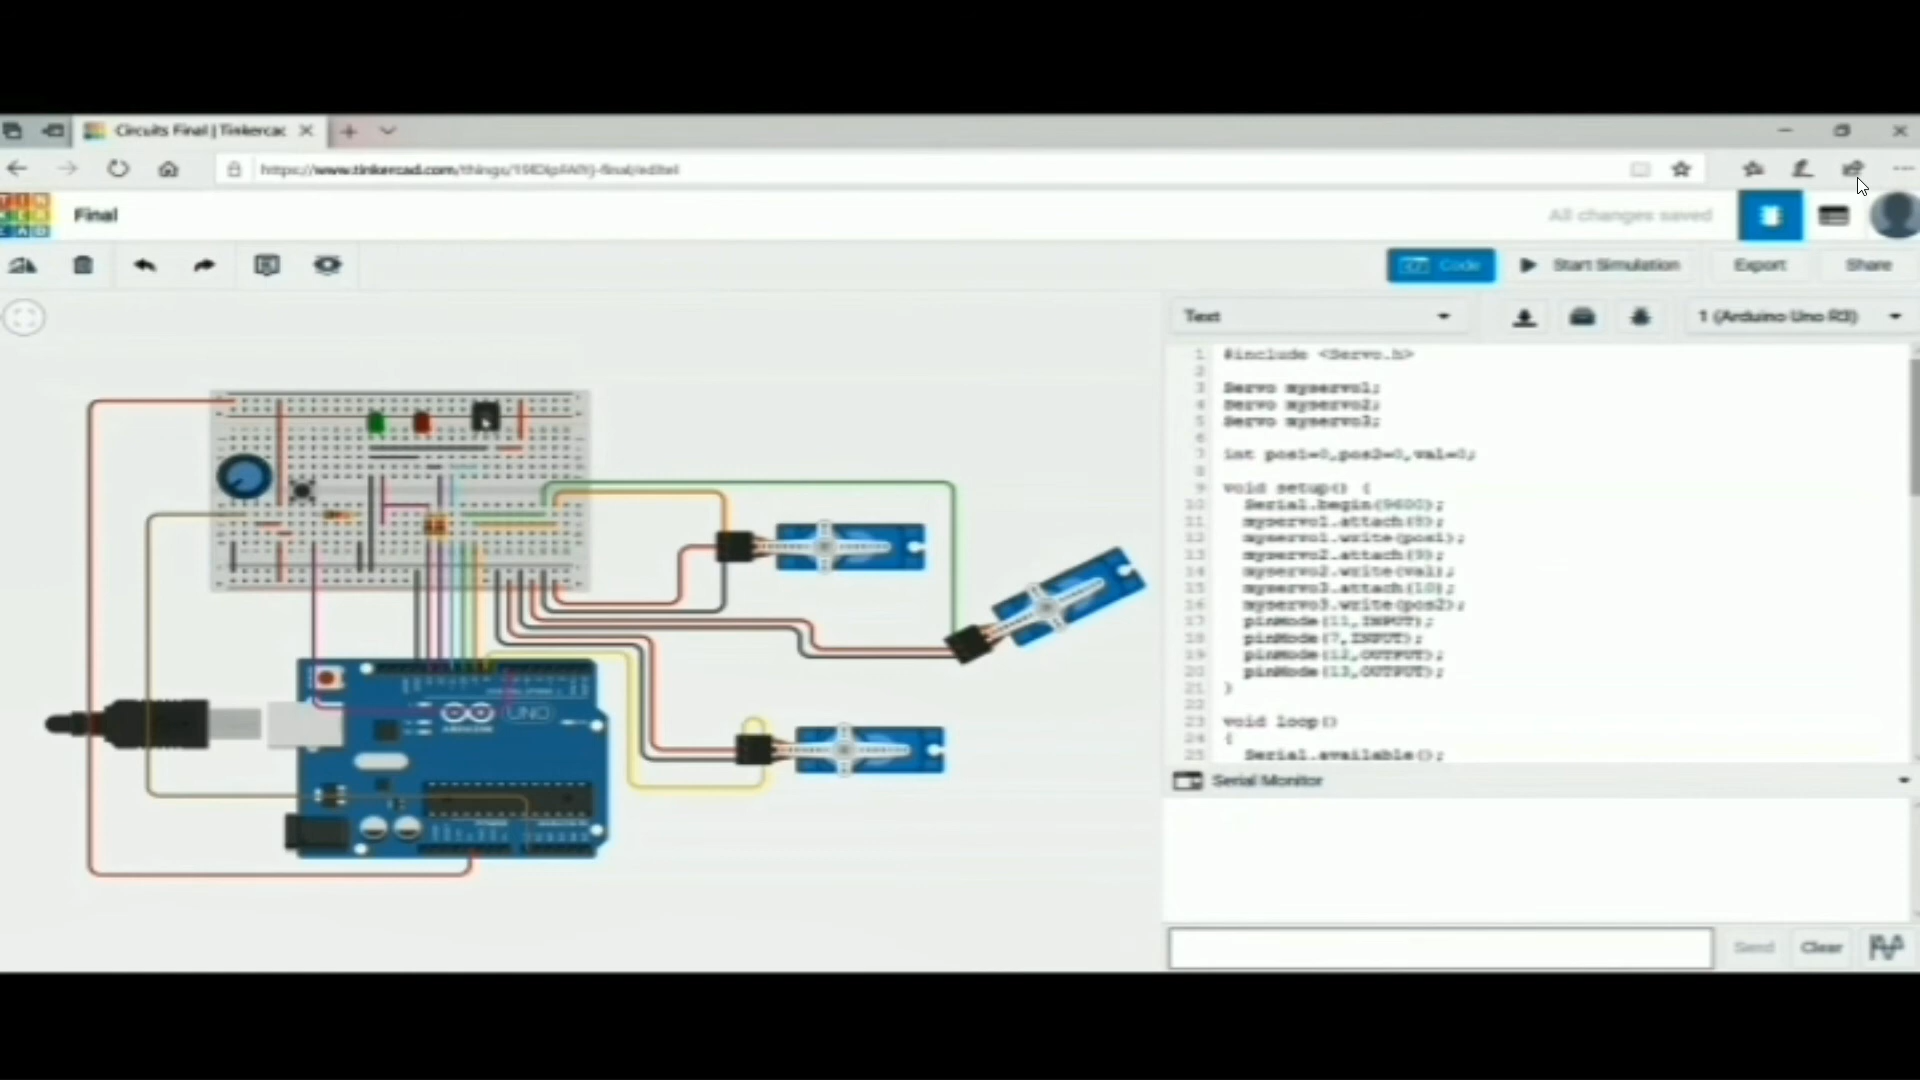 Circuits Final | Tinkercad
https://www.tinkercad.com/things/
TIN
KER
CAD
Final
All changes saved
Code
Start Simulation
Export
Share
Text
1 (Arduino Uno R3)
1 #include <Servo.h>
2
3 Servo myservo1;
4 Servo myservo2;
5 Servo myservo3;
6
7 int pos1=0,pos2=0,val=0;
8
9 void setup() {
10 Serial.begin(9600);
11 myservo1.attach(8);
12 myservo1.write(pos1);
13 myservo2.attach(9);
14 myservo2.write(val);
15 myservo3.attach(10);
16 myservo3.write(pos2);
17 pinMode(11,INPUT);
18 pinMode(7,INPUT);
19 pinMode(12,OUTPUT);
20 pinMode(13,OUTPUT);
21 }
22
23 void loop()
24 {
25 Serial.available();
UNO
ARDUINO
Serial Monitor
Send
Clear